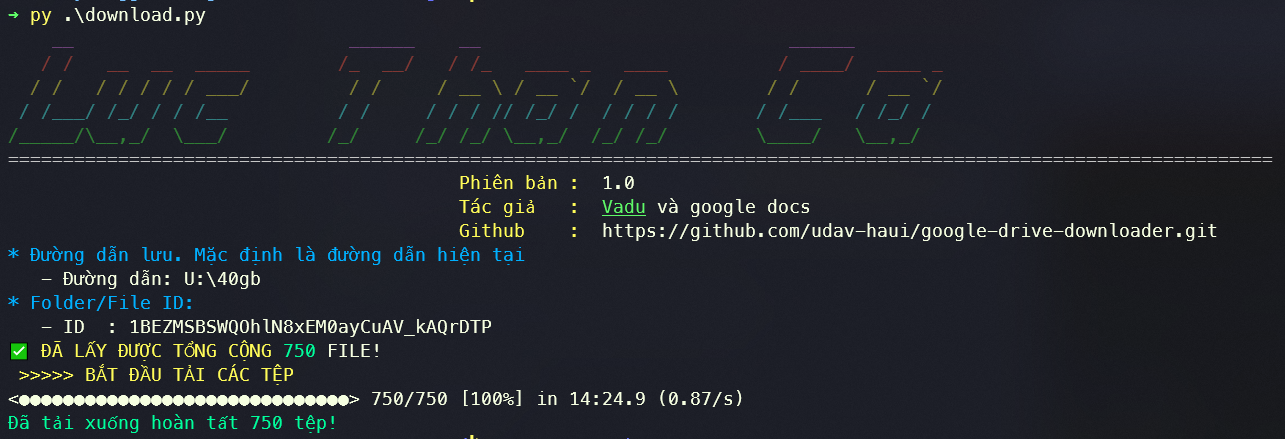 → py .\download.py
Luc Than Ca
Phiên bản : 1.0
Tác giả : Vadu và google docs
Github : https://github.com/udav-haui/google-drive-downloader.git
* Đường dẫn lưu. Mặc định là đường dẫn hiện tại
– Đường dẫn: U:\40gb
* Folder/File ID:
– ID : 1BEZMSBSWQOhlN8xEM0ayCuAV_kAQrDTP
✅ ĐÃ LẤY ĐƯỢC TỔNG CỘNG 750 FILE!
>>>>> BẮT ĐẦU TẢI CÁC TỆP
<●●●●●●●●●●●●●●●●●●●●●●●●●●●●●●> 750/750 [100%] in 14:24.9 (0.87/s)
Đã tải xuống hoàn tất 750 tệp!